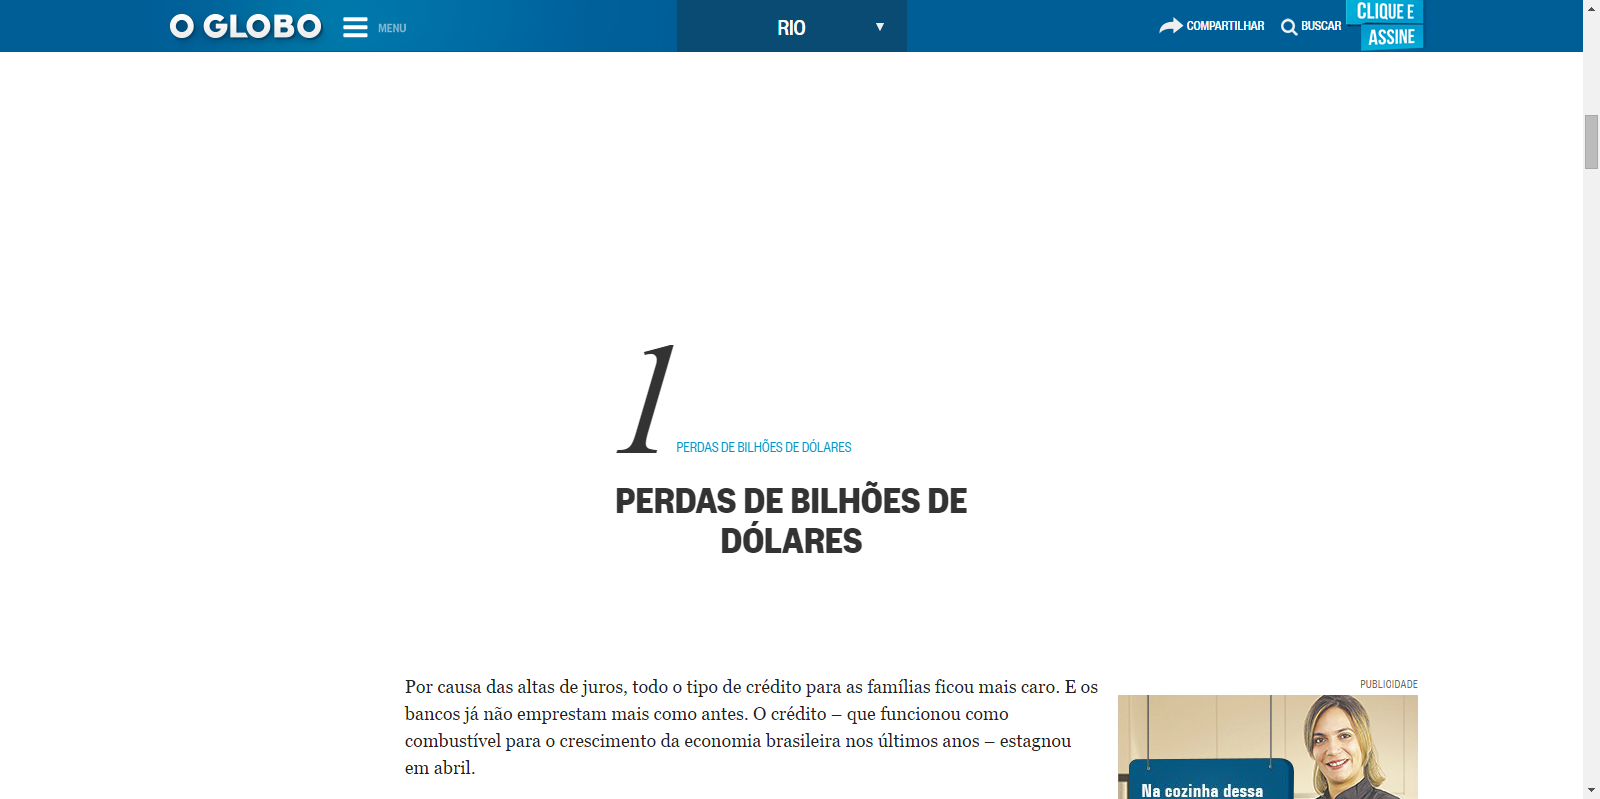 O GLOBO
MENU
RIO
COMPARTILHAR
BUSCAR
CLIQUE E
ASSINE
1
PERDAS DE BILHÕES DE DÓLARES
PERDAS DE BILHÕES DE
DÓLARES
Por causa das altas de juros, todo o tipo de crédito para as famílias ficou mais caro. E os
bancos já não emprestam mais como antes. O crédito – que funcionou como
combustível para o crescimento da economia brasileira nos últimos anos – estagnou
em abril.
PUBLICIDADE
Na cozinha dessa